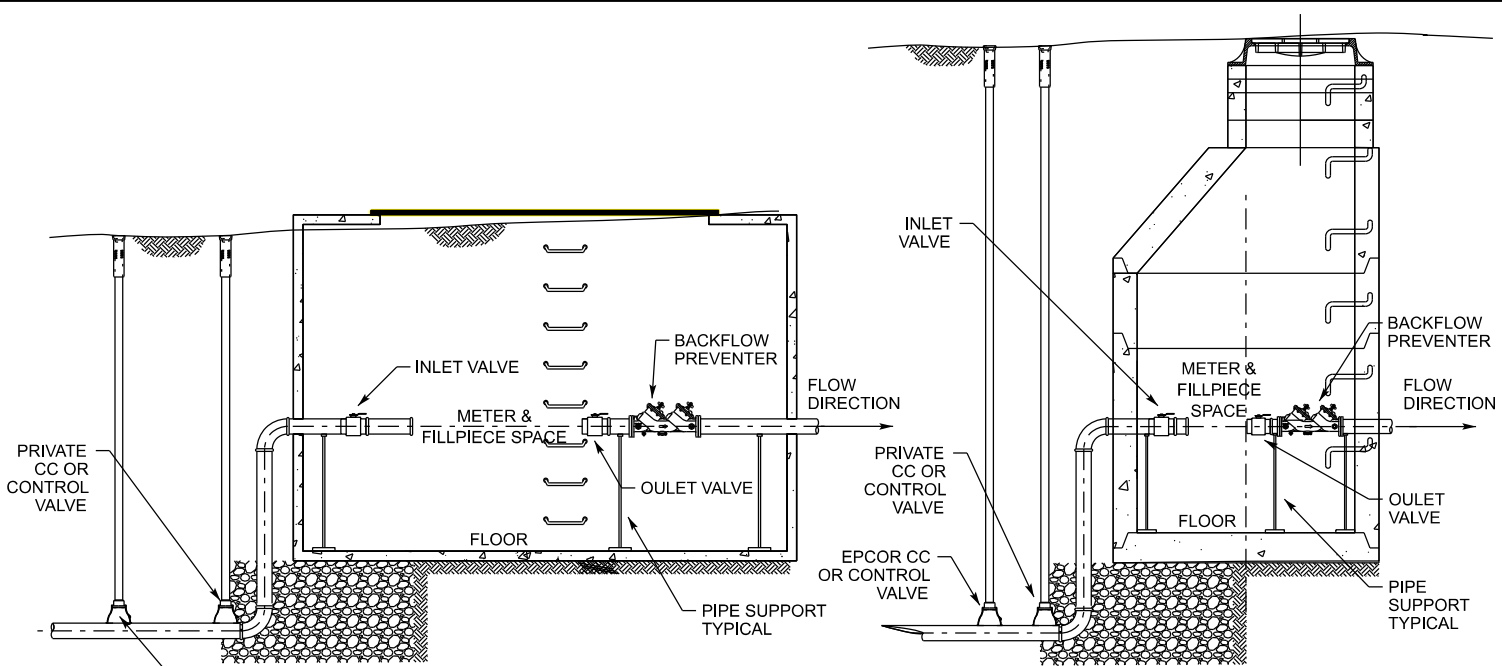 INLET VALVE
BACKFLOW
PREVENTER
METER &
FILLPIECE SPACE
FLOW
DIRECTION
PRIVATE
CC OR
CONTROL
VALVE
OULET VALVE
FLOOR
PIPE SUPPORT
TYPICAL
INLET
VALVE
BACKFLOW
PREVENTER
METER &
FILLPIECE
SPACE
FLOW
DIRECTION
PRIVATE
CC OR
CONTROL
VALVE
OULET
VALVE
FLOOR
EPCOR CC
OR CONTROL
VALVE
PIPE
SUPPORT
TYPICAL